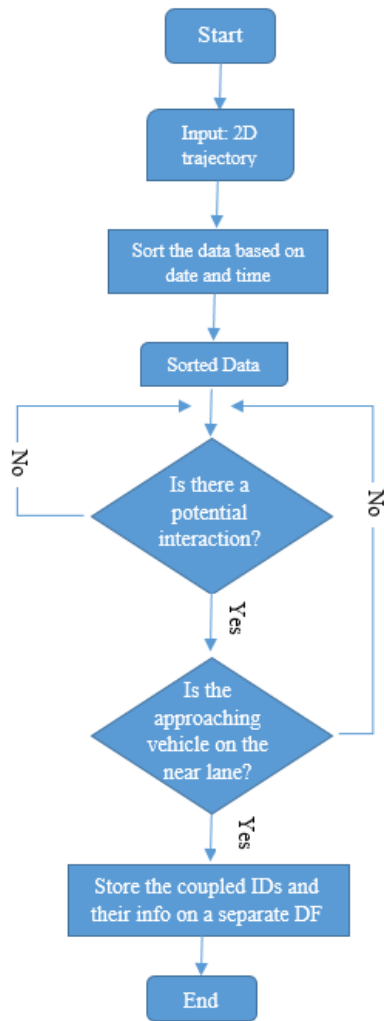 Start
Input: 2D
trajectory
Sort the data based on
date and time
Sorted Data
No
No
Is there a
potential
interaction?
Yes
Is the
approaching
vehicle on the
near lane?
Yes
Store the coupled IDs and
their info on a separate DF
End